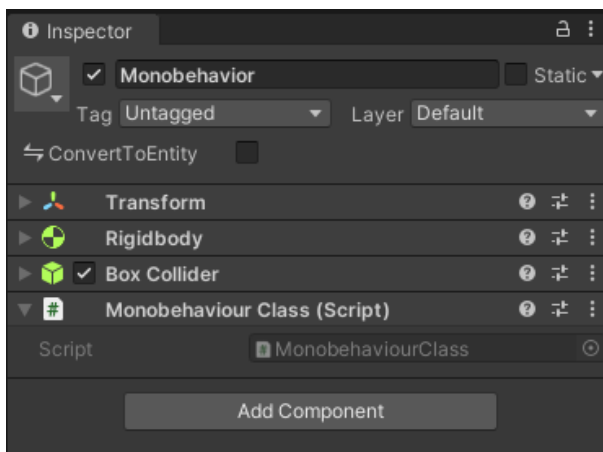 Inspector
Monobehavior Static
Tag Untagged Layer Default
ConvertToEntity
Transform
Rigidbody
Box Collider
# Monobehaviour Class (Script)
Script # MonobehaviourClass
Add Component